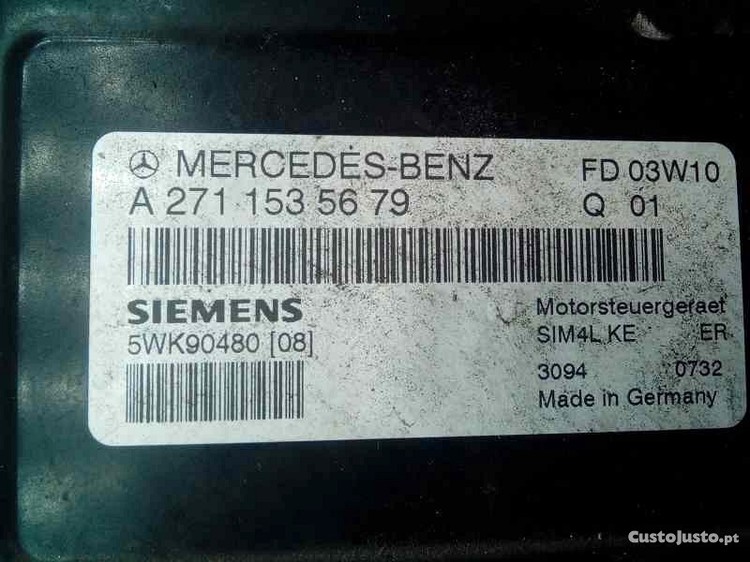 MERCEDES-BENZ FD 03W10
A 271 153 56 79 Q 01
SIEMENS Motorsteuergeraet
5WK90480 [08] SIM4L KE ER
3094 0732
Made in Germany
CustoJusto.pt